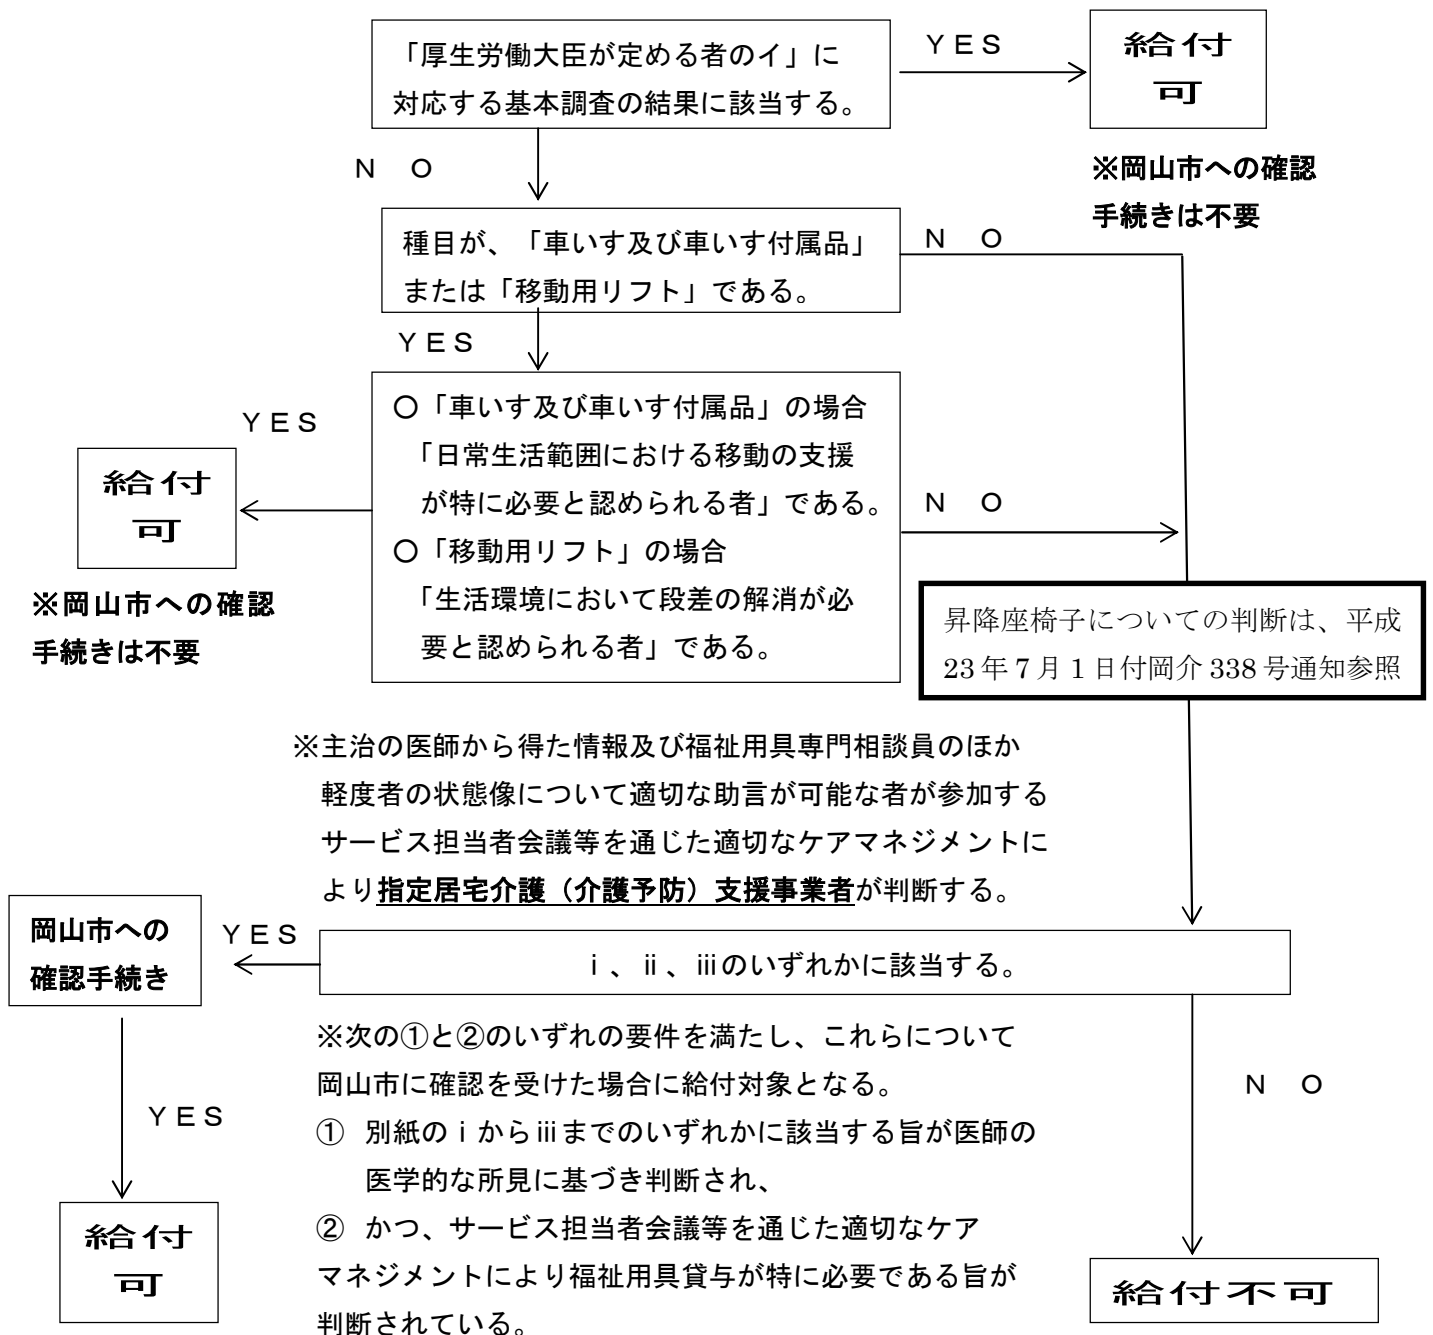 「厚生労働大臣が定める者のイ」に
対応する基本調査の結果に該当する。
ＹＥＳ
給付
可
※岡山市への確認
手続きは不要
Ｎ　Ｏ
種目が、「車いす及び車いす付属品」
または「移動用リフト」である。
Ｎ　Ｏ
ＹＥＳ
○「車いす及び車いす付属品」の場合
「日常生活範囲における移動の支援
が特に必要と認められる者」である。
○「移動用リフト」の場合
「生活環境において段差の解消が必
要と認められる者」である。
ＹＥＳ
給付
可
※岡山市への確認
手続きは不要
Ｎ　Ｏ
昇降座椅子についての判断は、平成
23年7月1日付岡介338号通知参照
※主治の医師から得た情報及び福祉用具専門相談員のほか
軽度者の状態像について適切な助言が可能な者が参加する
サービス担当者会議等を通じた適切なケアマネジメントに
より指定居宅介護（介護予防）支援事業者が判断する。
ⅰ、ⅱ、ⅲのいずれかに該当する。
ＹＥＳ
岡山市への
確認手続き
ＹＥＳ
給付
可
※次の①と②のいずれの要件を満たし、これらについて
岡山市に確認を受けた場合に給付対象となる。
①　別紙のⅰからⅲまでのいずれかに該当する旨が医師の
医学的な所見に基づき判断され、
②　かつ、サービス担当者会議等を通じた適切なケア
マネジメントにより福祉用具貸与が特に必要である旨が
判断されている。
Ｎ　Ｏ
給付不可